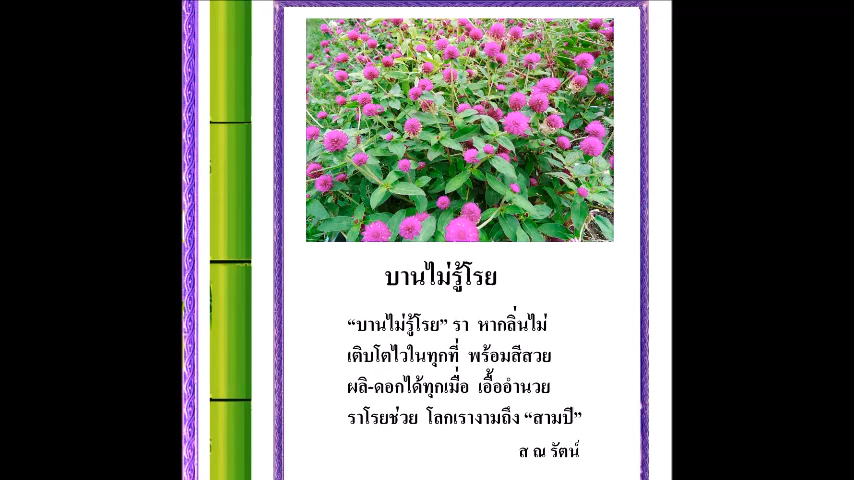 บานไม่รู้โรย
“บานไม่รู้โรย” รา หากลิ่นไม่
เติบโตไวในทุกที่ พร้อมสีสวย
ผลิ-ดอกได้ทุกเมื่อ เอื้ออำนวย
ราโรยช่วย โลกเรางามถึง “สามปี”
ส ณ รัตน์